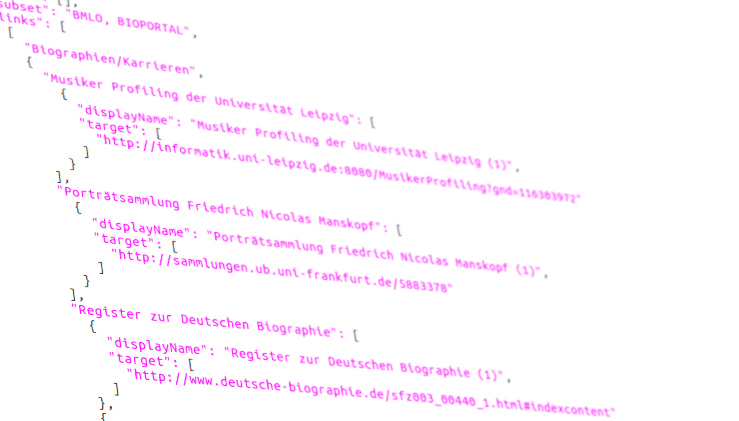 [],
subset": "BMLO, BIOPORTAL",
links": [
[
"Biographien/Karrieren",
{
"Musiker Profiling der Universität Leipzig": [
{
"displayName": "Musiker Profiling der Universität Leipzig (1)",
"target": [
"http://informatik.uni-leipzig.de:8080/MusikerProfiling?gnd=116303972"
]
}
],
"Porträtsammlung Friedrich Nicolas Manskopf": [
{
"displayName": "Porträtsammlung Friedrich Nicolas Manskopf (1)",
"target": [
"http://sammlungen.ub.uni-frankfurt.de/5883378"
]
}
],
"Register zur Deutschen Biographie": [
{
"displayName": "Register zur Deutschen Biographie (1)",
"target": [
"http://www.deutsche-biographie.de/sfz003_00440_1.html#indexcontent"
]
},
{